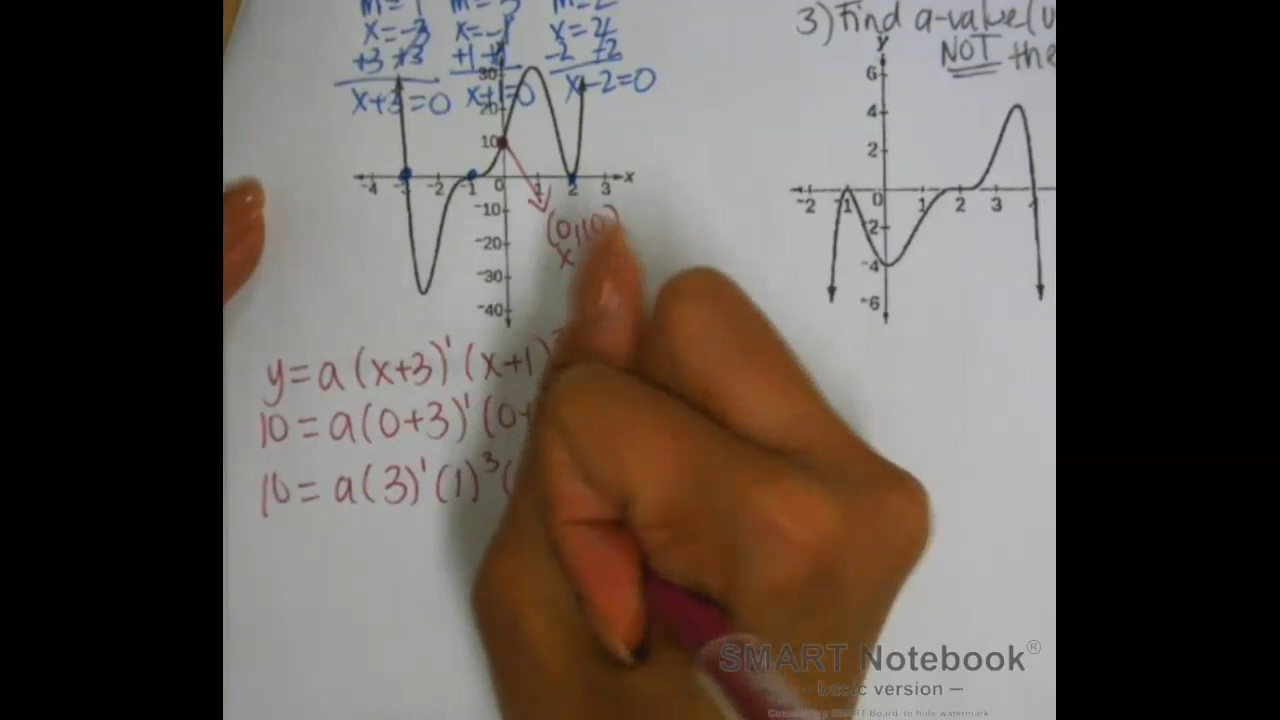 m=1 m=3 m=2
x=-3 x=-1 x=2
+3 +3 +1 +1 -2 -2
x+3=0 x+1=0 x-2=0
3) Find a-value (
NOT the
y
30
20
10
-4 -3 -2 -1 0 1 2 3 x
-10
-20
-30
-40
(0,10)
x
y
6
4
2
-2 -1 0 1 2 3
-2
-4
-6
y=a(x+3)¹(x+1)
10=a(0+3)¹(0+
10=a(3)¹(1)³(
SMART Notebook®
— basic version —